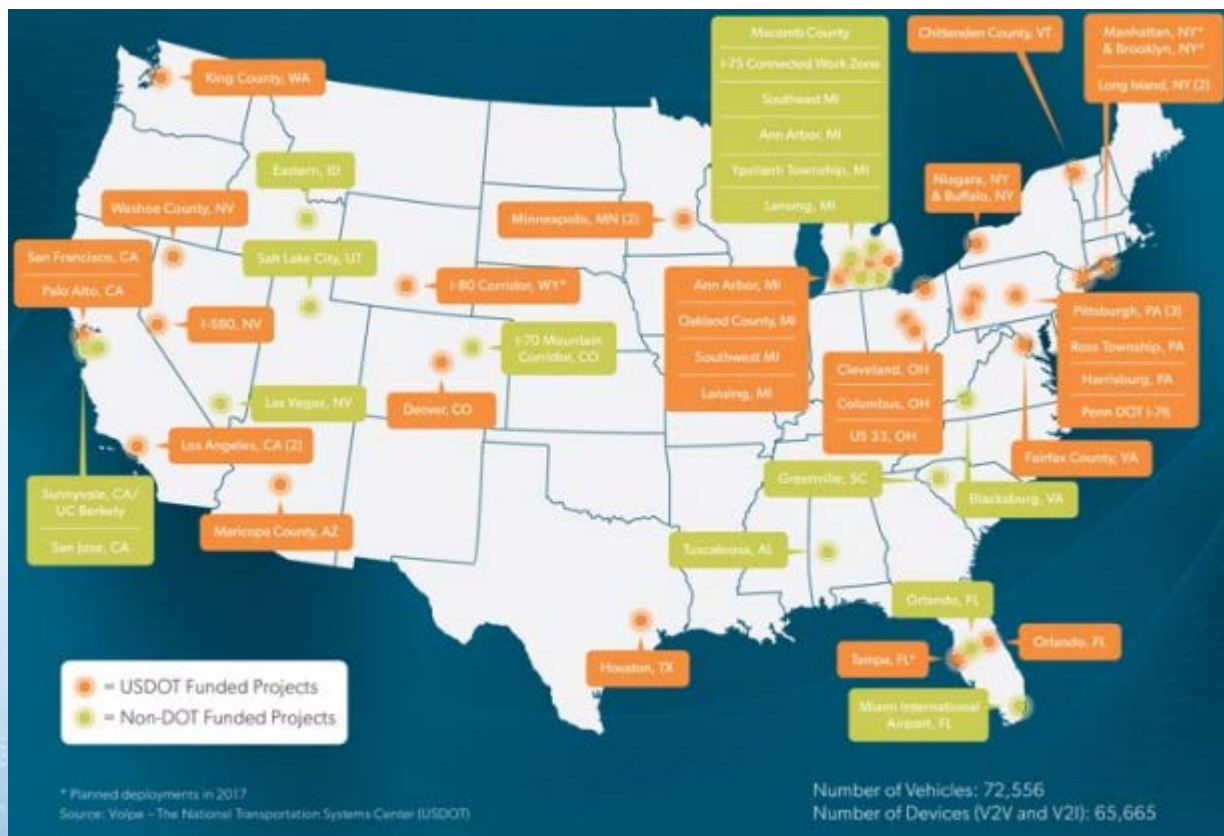 Macomb County
I-75 Connected Work Zone
Southeast MI
Ann Arbor, MI
Ypsilanti Township, MI
Lansing, MI
Chittenden County, VT
Manhattan, NY*
& Brooklyn, NY*
Long Island, NY (2)
King County, WA
Eastern, ID
Washoe County, NV
Minneapolis, MN (2)
Niagara, NY
& Buffalo, NY
San Francisco, CA
Palo Alto, CA
Salt Lake City, UT
I-80 Corridor, WY*
Ann Arbor, MI
Oakland County, MI
Southwest MI
Lansing, MI
Pittsburgh, PA (3)
Ross Township, PA
Harrisburg, PA
Penn DOT I-76
I-580, NV
I-70 Mountain
Corridor, CO
Cleveland, OH
Columbus, OH
US 33, OH
Las Vegas, NV
Denver, CO
Los Angeles, CA (2)
Fairfax County, VA
Sunnyvale, CA/
UC Berkely
San Jose, CA
Greenville, SC
Blacksburg, VA
Maricopa County, AZ
Tuscaloosa, AL
Orlando, FL
Orlando, FL
Tampa, FL*
Houston, TX
Miami International
Airport, FL
= USDOT Funded Projects
= Non-DOT Funded Projects
* Planned deployments in 2017
Source: Volpe – The National Transportation Systems Center (USDOT)
Number of Vehicles: 72,556
Number of Devices (V2V and V2I): 65,665